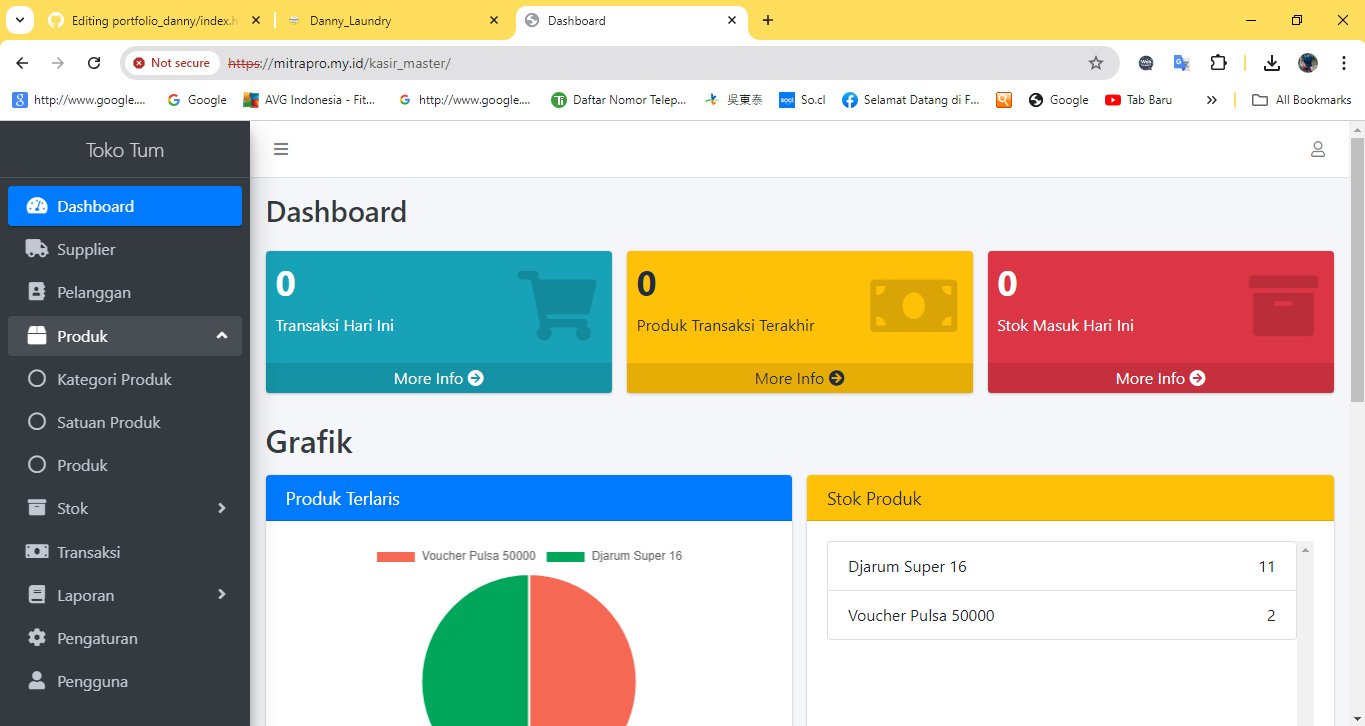 Editing portfolio_danny/index.h
Danny_Laundry
Dashboard
Not secure
https://mitrapro.my.id/kasir_master/
http://www.google....
Google
AVG Indonesia - Fit...
http://www.google....
Daftar Nomor Telep...
吳東泰
So.cl
Selamat Datang di F...
Google
Tab Baru
All Bookmarks
Toko Tum
Dashboard
Supplier
Pelanggan
Produk
Kategori Produk
Satuan Produk
Produk
Stok
Transaksi
Laporan
Pengaturan
Pengguna
Dashboard
0
Transaksi Hari Ini
More Info
0
Produk Transaksi Terakhir
More Info
0
Stok Masuk Hari Ini
More Info
Grafik
Produk Terlaris
Voucher Pulsa 50000 Djarum Super 16
Stok Produk
Djarum Super 16 11
Voucher Pulsa 50000 2